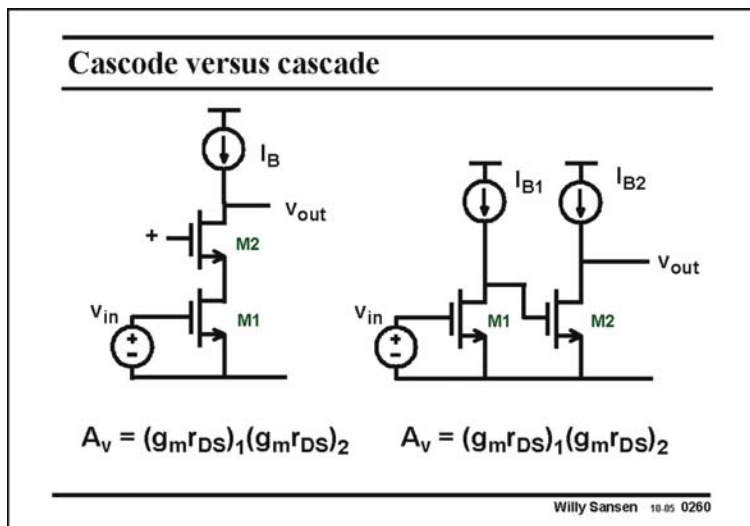 Cascode versus cascade
I_B
v_out
+
M2
v_in
+
-
M1
I_B1
I_B2
v_out
v_in
+
-
M1
M2
A_v = (g_m r_DS)_1 (g_m r_DS)_2
A_v = (g_m r_DS)_1 (g_m r_DS)_2
Willy Sansen 10-05 0260